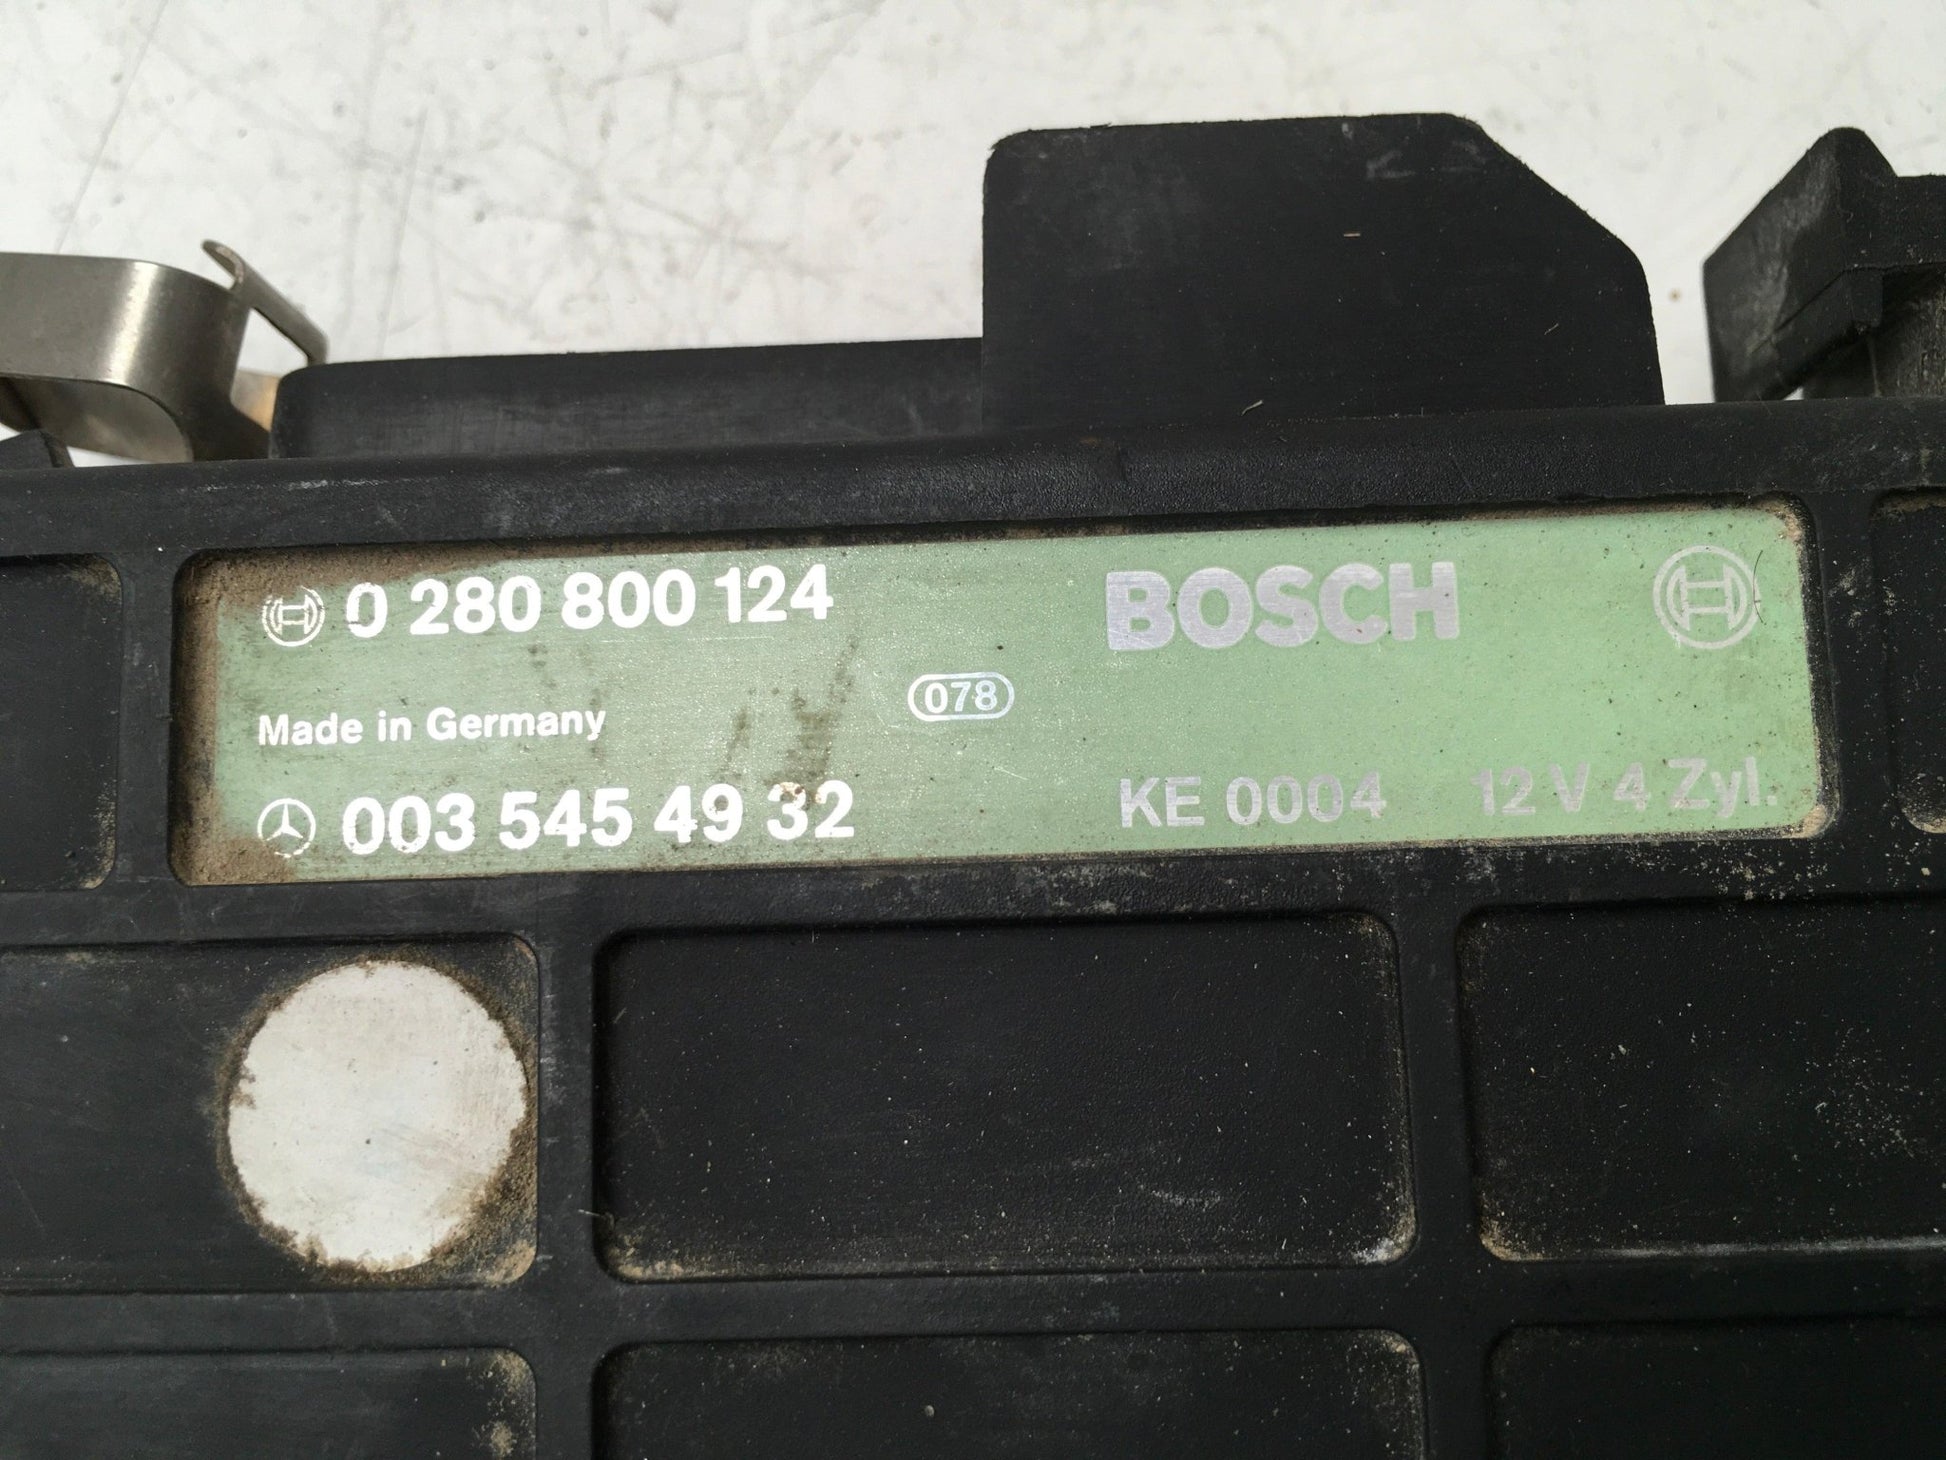 0 280 800 124
BOSCH
078
Made in Germany
003 545 49 32
KE 0004 12 V 4 Zyl.